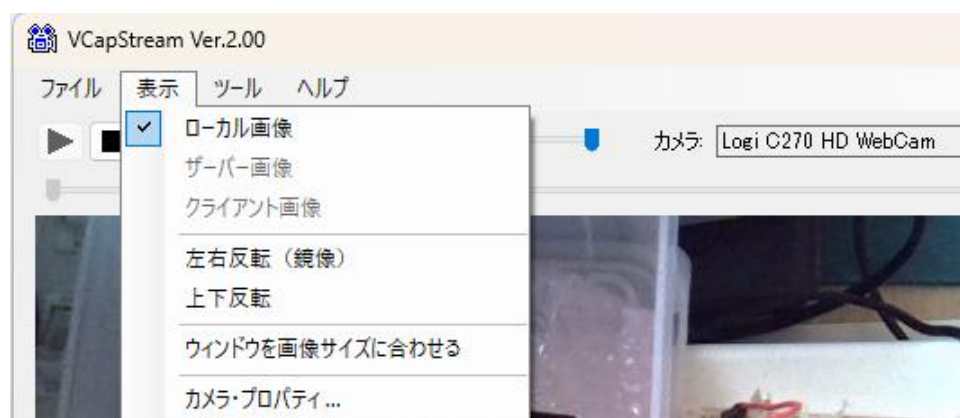 VCapStream Ver.2.00
ファイル 表示 ツール ヘルプ
ローカル画像
カメラ: Logi C270 HD WebCam
ザーバー画像
クライアント画像
左右反転（鏡像）
上下反転
ウィンドウを画像サイズに合わせる
カメラ・プロパティ...